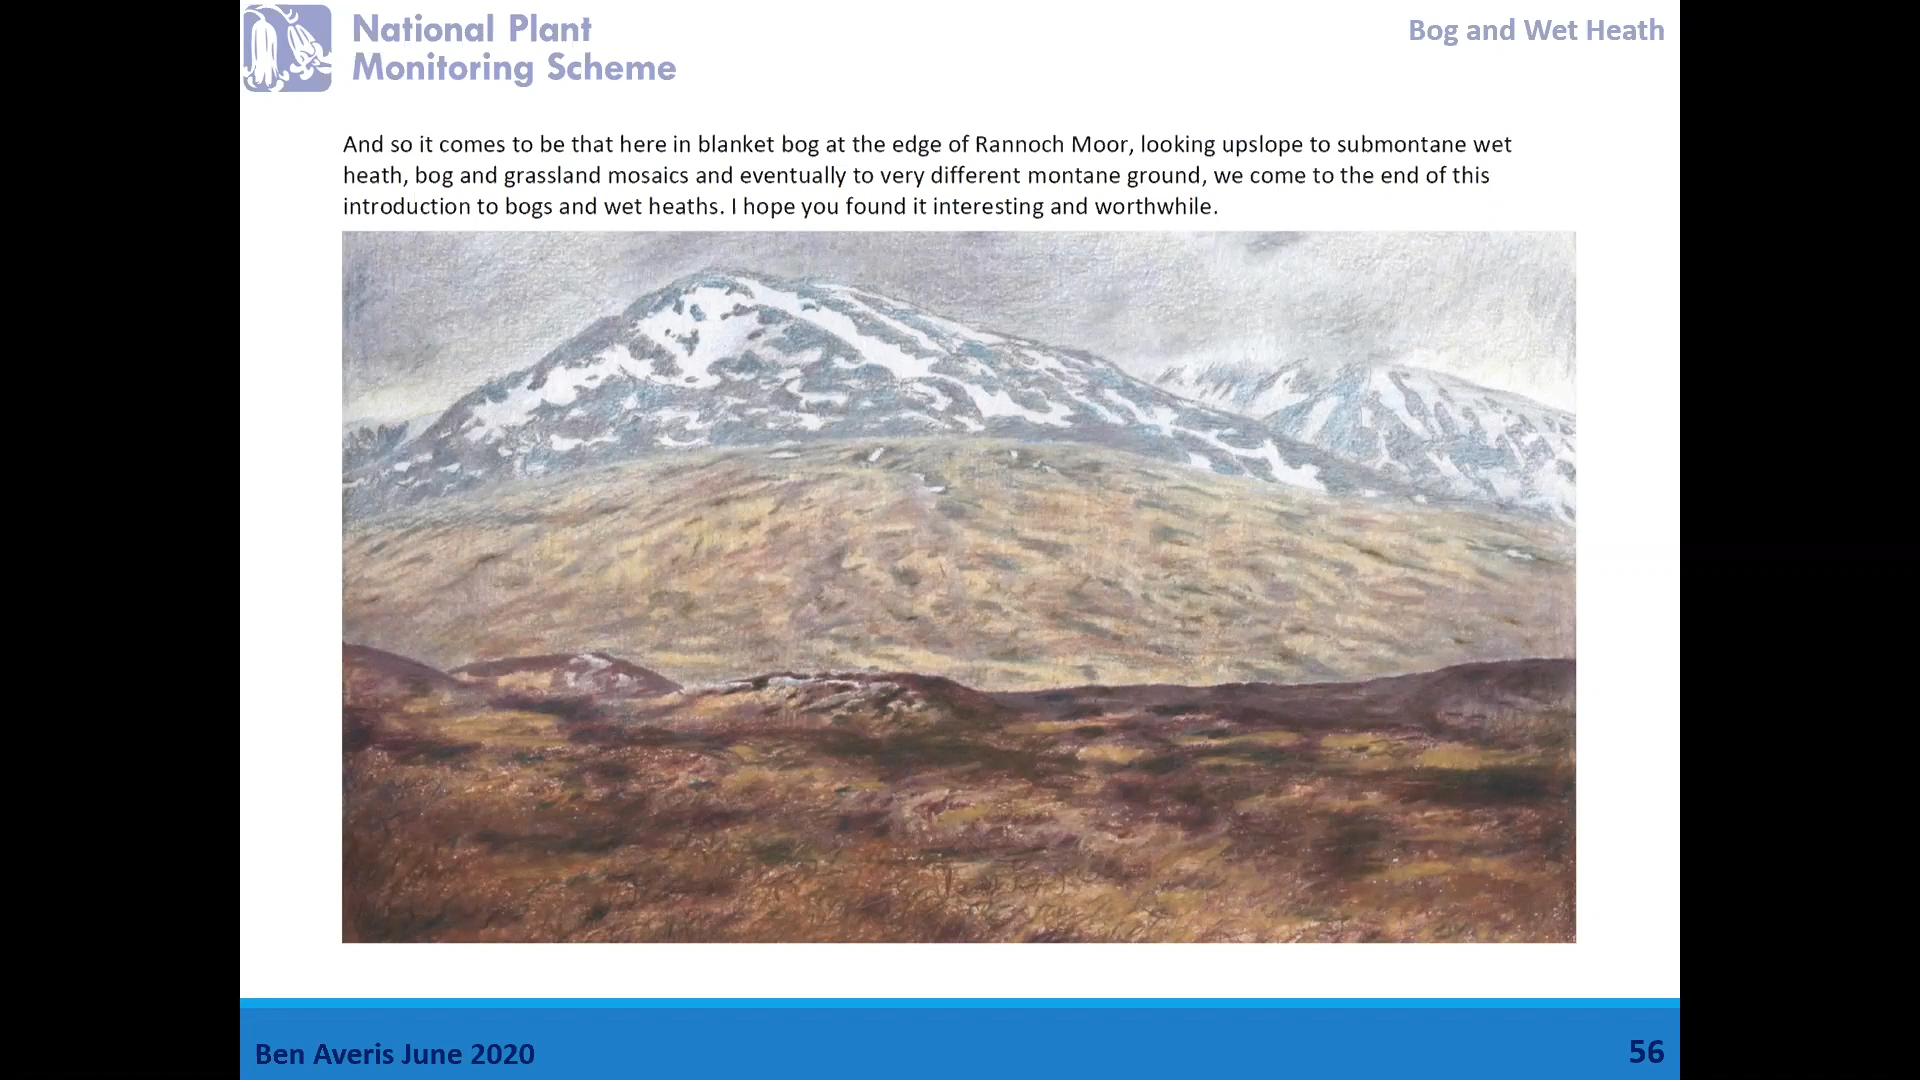 National Plant
Monitoring Scheme
Bog and Wet Heath
And so it comes to be that here in blanket bog at the edge of Rannoch Moor, looking upslope to submontane wet
heath, bog and grassland mosaics and eventually to very different montane ground, we come to the end of this
introduction to bogs and wet heaths. I hope you found it interesting and worthwhile.
Ben Averis June 2020
56